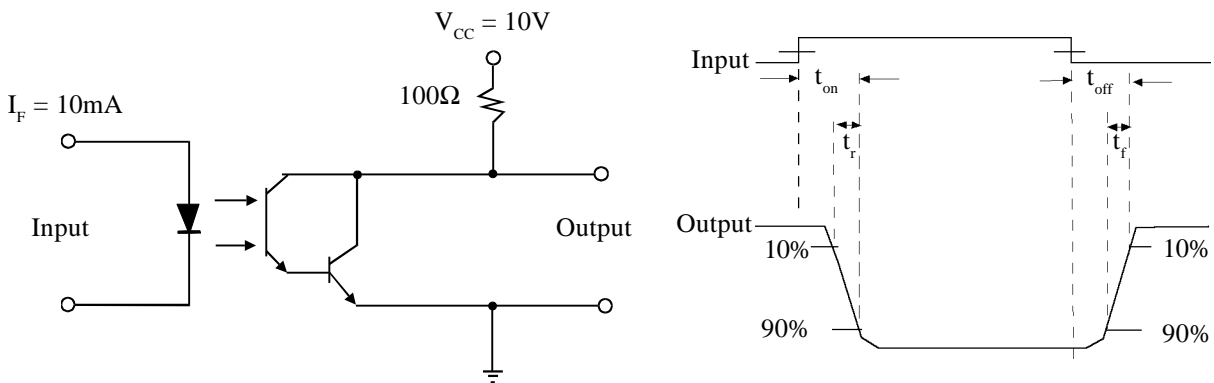 V_CC = 10V
100Ω
I_F = 10mA
Input
Output
Input
t_on
t_off
t_r
t_f
Output
10%
10%
90%
90%